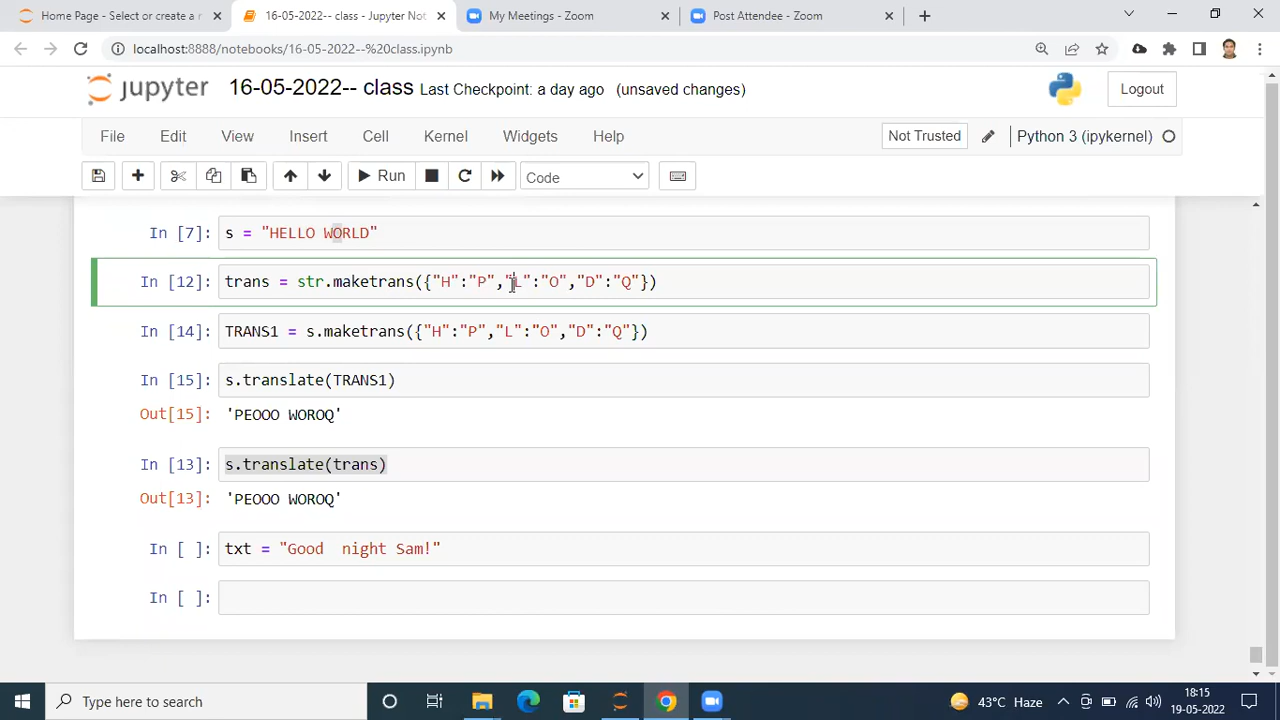 Home Page - Select or create a n
16-05-2022-- class - Jupyter Not
My Meetings - Zoom
Post Attendee - Zoom
localhost:8888/notebooks/16-05-2022--%20class.ipynb
jupyter 16-05-2022-- class Last Checkpoint: a day ago (unsaved changes)
Logout
File Edit View Insert Cell Kernel Widgets Help
Not Trusted
Python 3 (ipykernel)
Run
Code
In [7]: s = "HELLO WORLD"
In [12]: trans = str.maketrans({"H":"P","L":"O","D":"Q"})
In [14]: TRANS1 = s.maketrans({"H":"P","L":"O","D":"Q"})
In [15]: s.translate(TRANS1)
Out[15]: 'PEOOO WOROQ'
In [13]: s.translate(trans)
Out[13]: 'PEOOO WOROQ'
In [ ]: txt = "Good  night Sam!"
In [ ]:
Type here to search
43°C Haze
18:15
19-05-2022